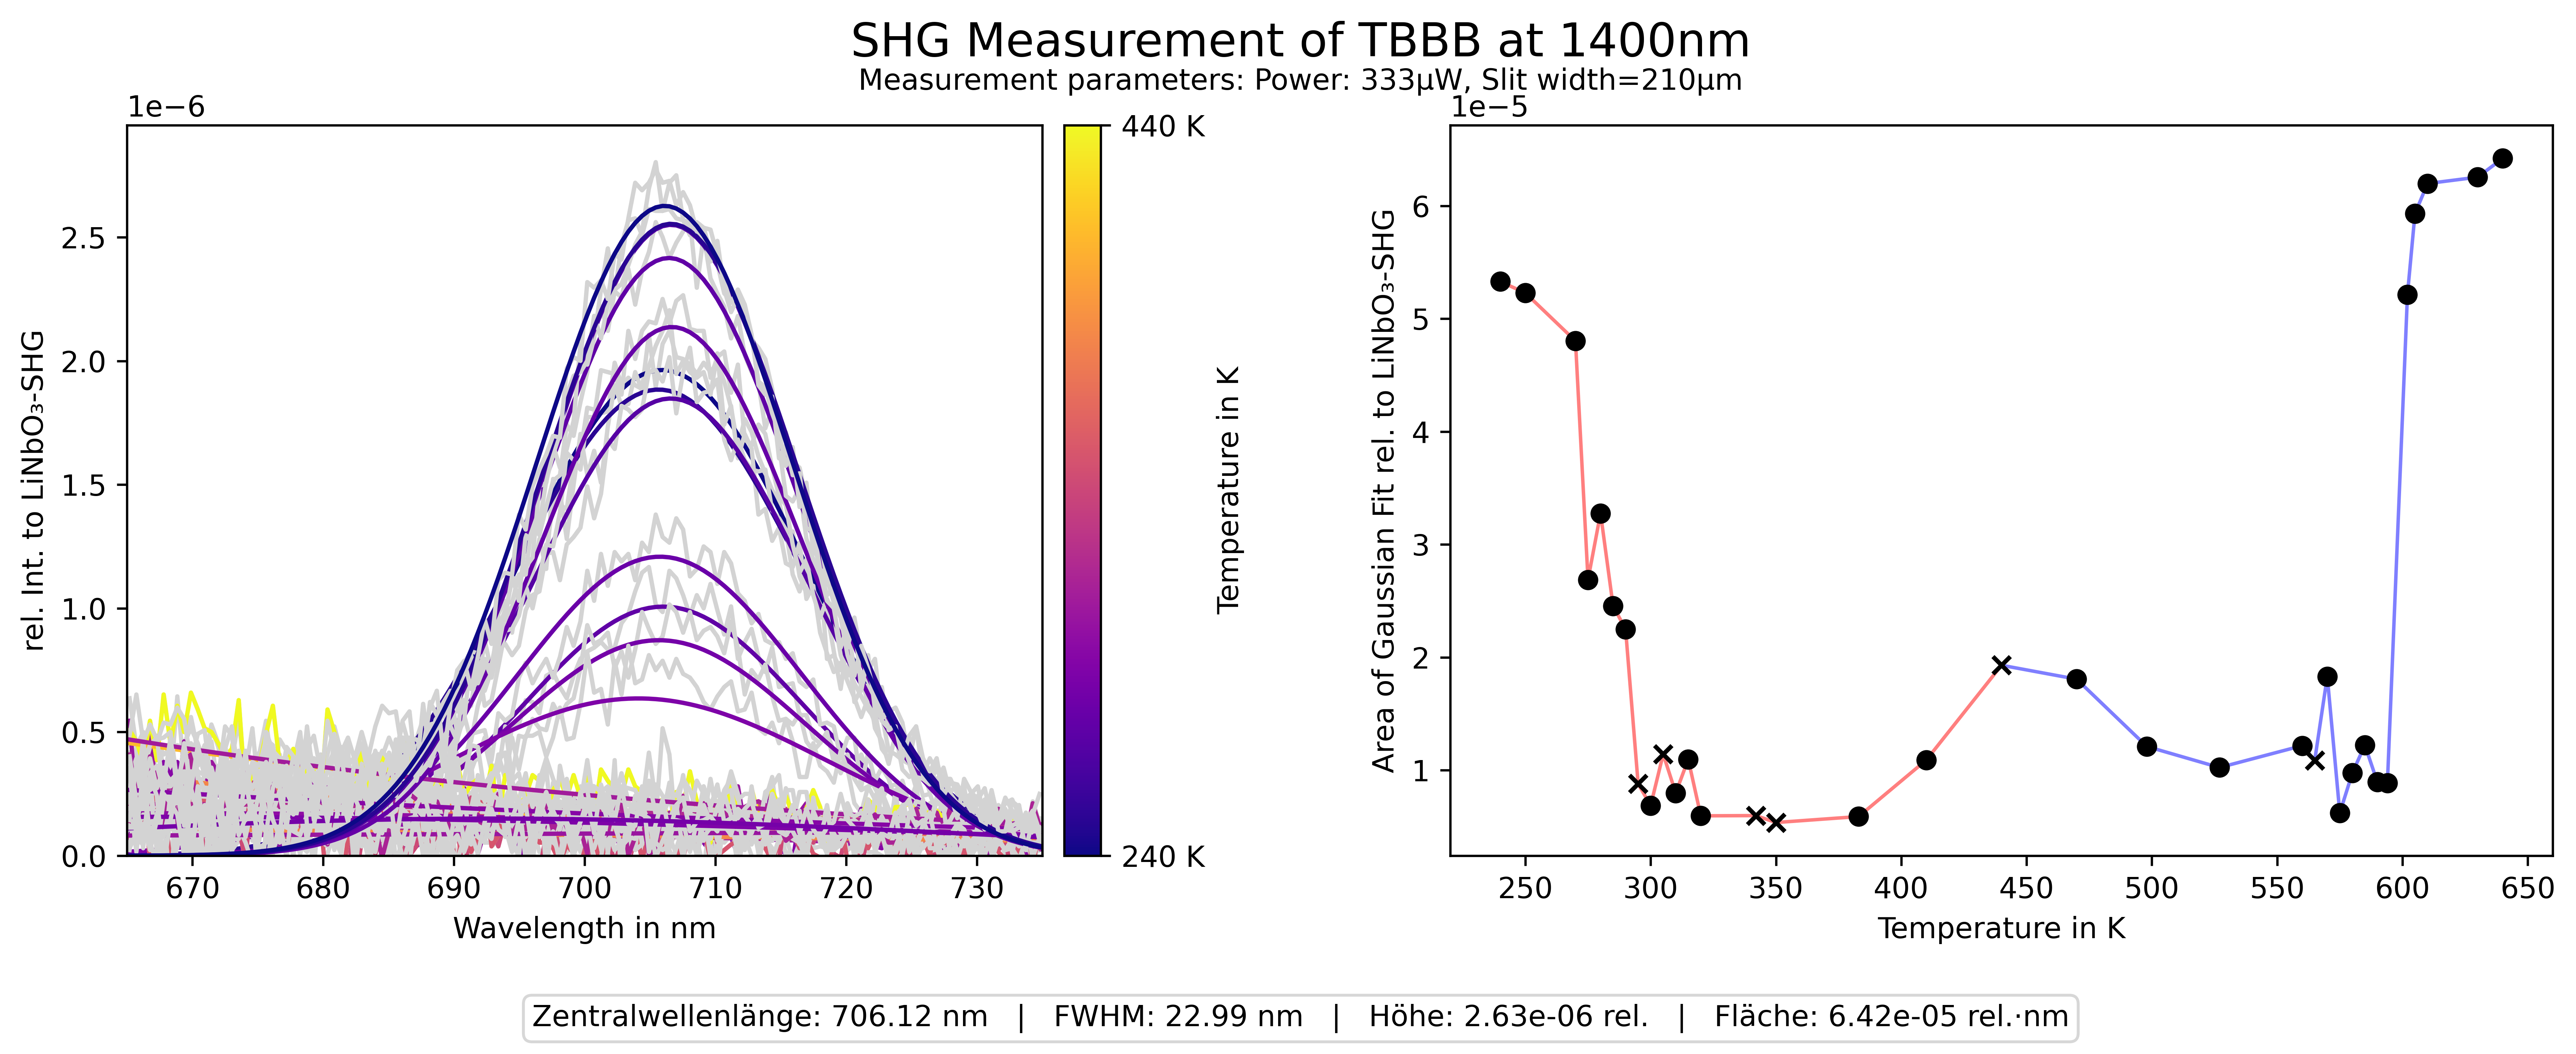 SHG Measurement of TBBB at 1400nm
Measurement parameters: Power: 333µW, Slit width=210µm
1e−6
rel. Int. to LiNbO₃-SHG
2.5
2.0
1.5
1.0
0.5
0.0
670 680 690 700 710 720 730
Wavelength in nm
440 K
240 K
Temperature in K
1e−5
Area of Gaussian Fit rel. to LiNbO₃-SHG
6
5
4
3
2
1
250 300 350 400 450 500 550 600 650
Temperature in K
Zentralwellenlänge: 706.12 nm | FWHM: 22.99 nm | Höhe: 2.63e-06 rel. | Fläche: 6.42e-05 rel.·nm